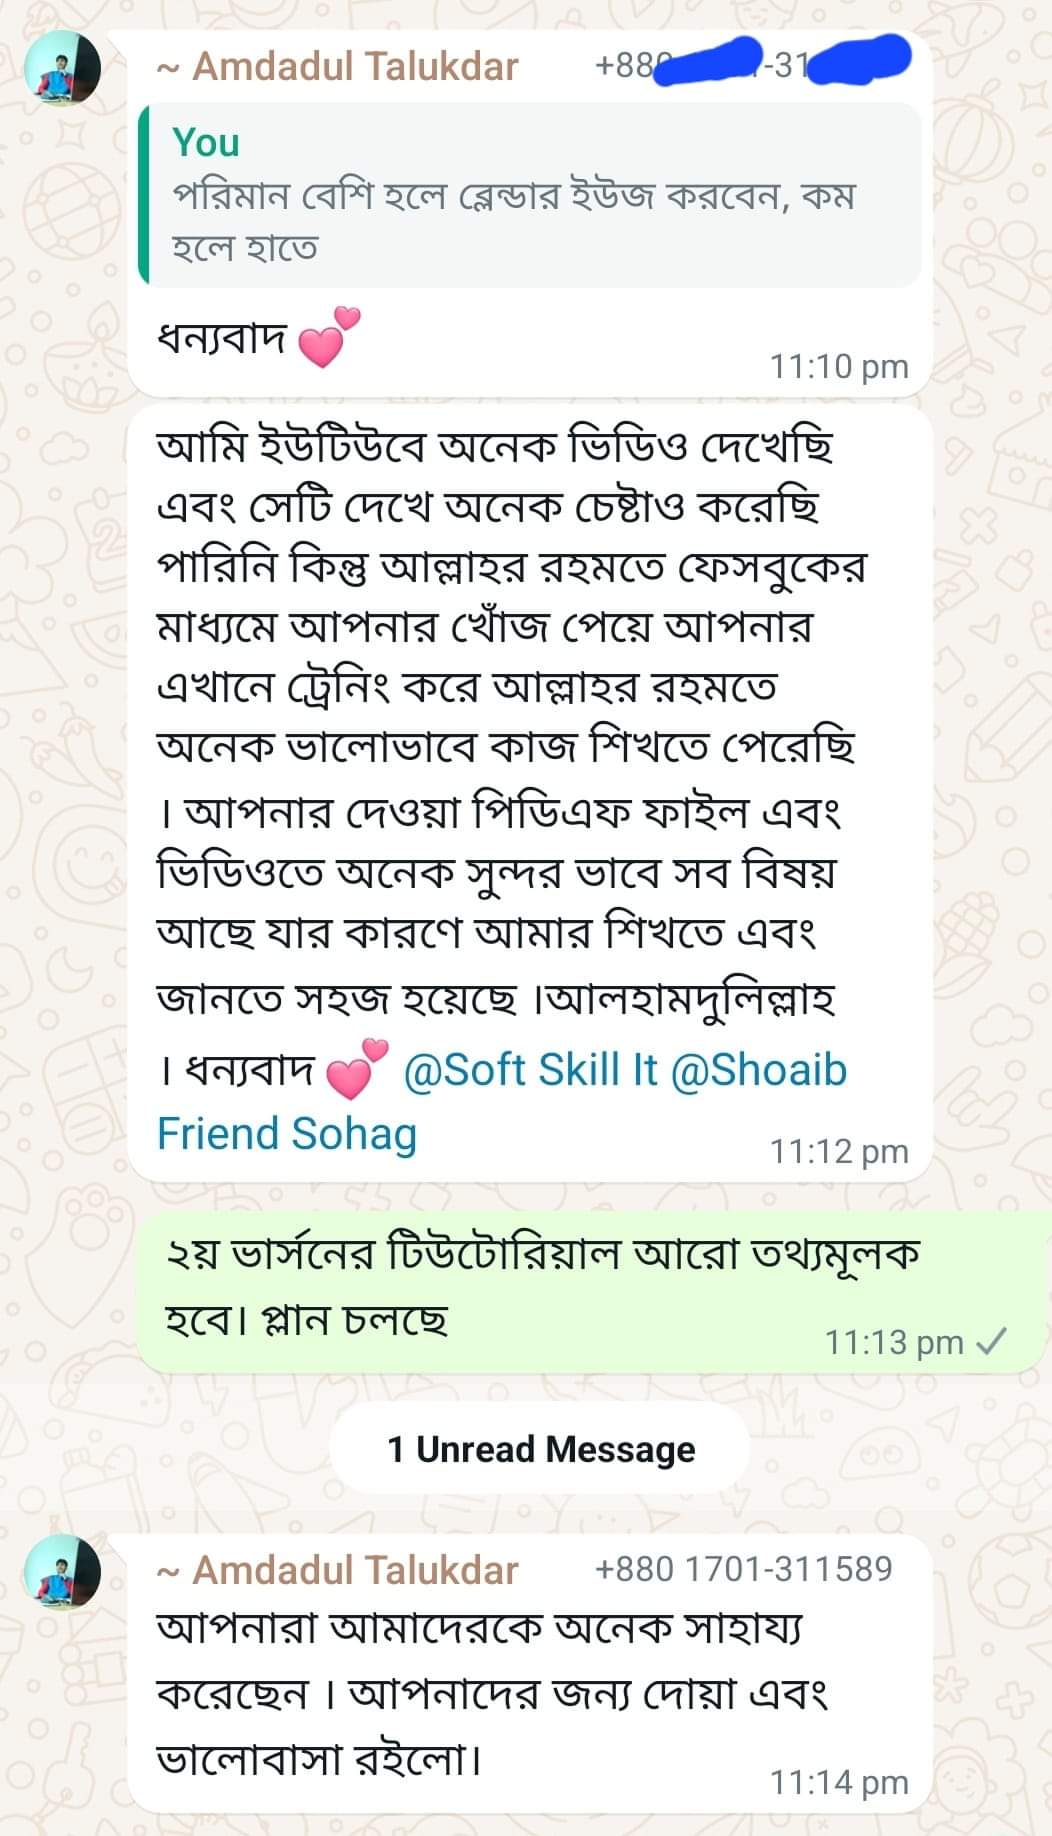 ~ Amdadul Talukdar +880 -31
You
পরিমান বেশি হলে ব্লেন্ডার ইউজ করবেন, কম
হলে হাতে
ধন্যবাদ 💕
11:10 pm
আমি ইউটিউবে অনেক ভিডিও দেখেছি
এবং সেটি দেখে অনেক চেষ্টাও করেছি
পারিনি কিন্তু আল্লাহর রহমতে ফেসবুকের
মাধ্যমে আপনার খোঁজ পেয়ে আপনার
এখানে ট্রেনিং করে আল্লাহর রহমতে
অনেক ভালোভাবে কাজ শিখতে পেরেছি
। আপনার দেওয়া পিডিএফ ফাইল এবং
ভিডিওতে অনেক সুন্দর ভাবে সব বিষয়
আছে যার কারণে আমার শিখতে এবং
জানতে সহজ হয়েছে ।আলহামদুলিল্লাহ
। ধন্যবাদ 💕 @Soft Skill It @Shoaib
Friend Sohag
11:12 pm
২য় ভার্সনের টিউটোরিয়াল আরো তথ্যমূলক
হবে। প্লান চলছে
11:13 pm ✓
1 Unread Message
~ Amdadul Talukdar +880 1701-311589
আপনারা আমাদেরকে অনেক সাহায্য
করেছেন । আপনাদের জন্য দোয়া এবং
ভালোবাসা রইলো।
11:14 pm